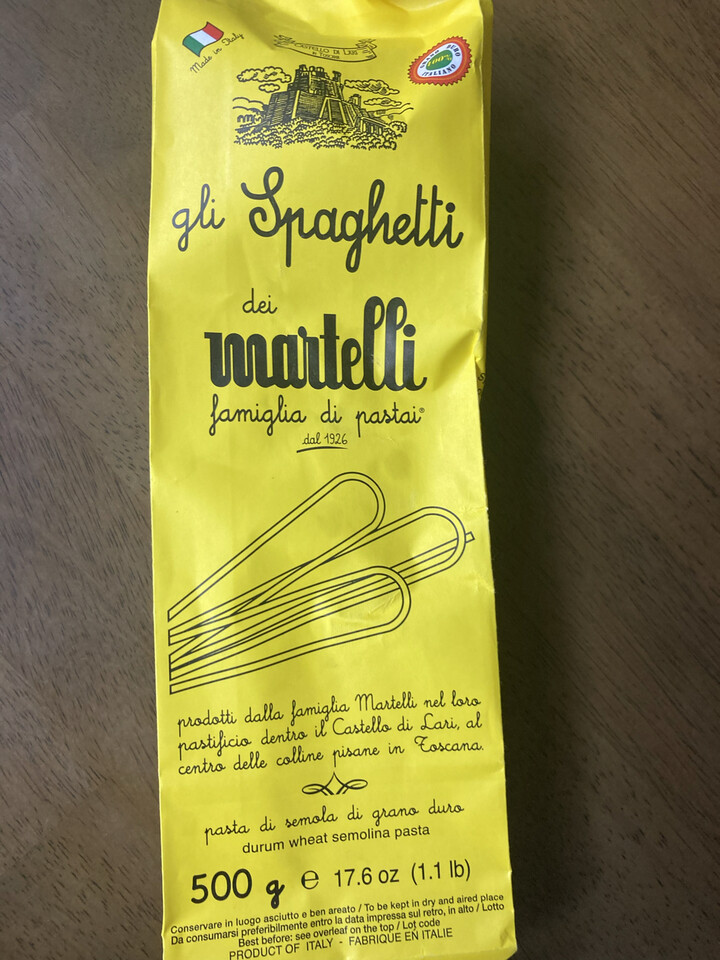 Made in Italy
CASTELLO DI LARI
gli Spaghetti
dei
martelli
famiglia di pastai®
dal 1926
prodotti dalla famiglia Martelli nel loro
pastificio dentro il Castello di Lari, al
centro delle colline pisane in Toscana.
pasta di semola di grano duro
durum wheat semolina pasta
500 g e 17.6 oz (1.1 lb)
Conservare in luogo asciutto e ben areato / To be kept in dry and aired place
Da consumarsi preferibilmente entro la data impressa sul retro, in alto / Lotto
Best before: see overleaf on the top / Lot code
PRODUCT OF ITALY - FABRIQUE EN ITALIE